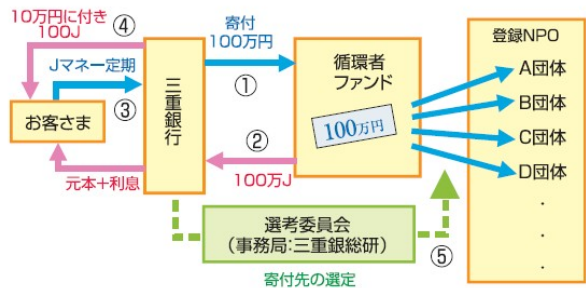 10万円に付き
100J
④
Jマネー定期
③
お客さま
元本+利息
三重銀行
寄付
100万円
①
②
100万J
循環者
ファンド
100万円
登録NPO
A団体
B団体
C団体
D団体
・
・
・
選考委員会
(事務局:三重銀総研)
⑤
寄付先の選定